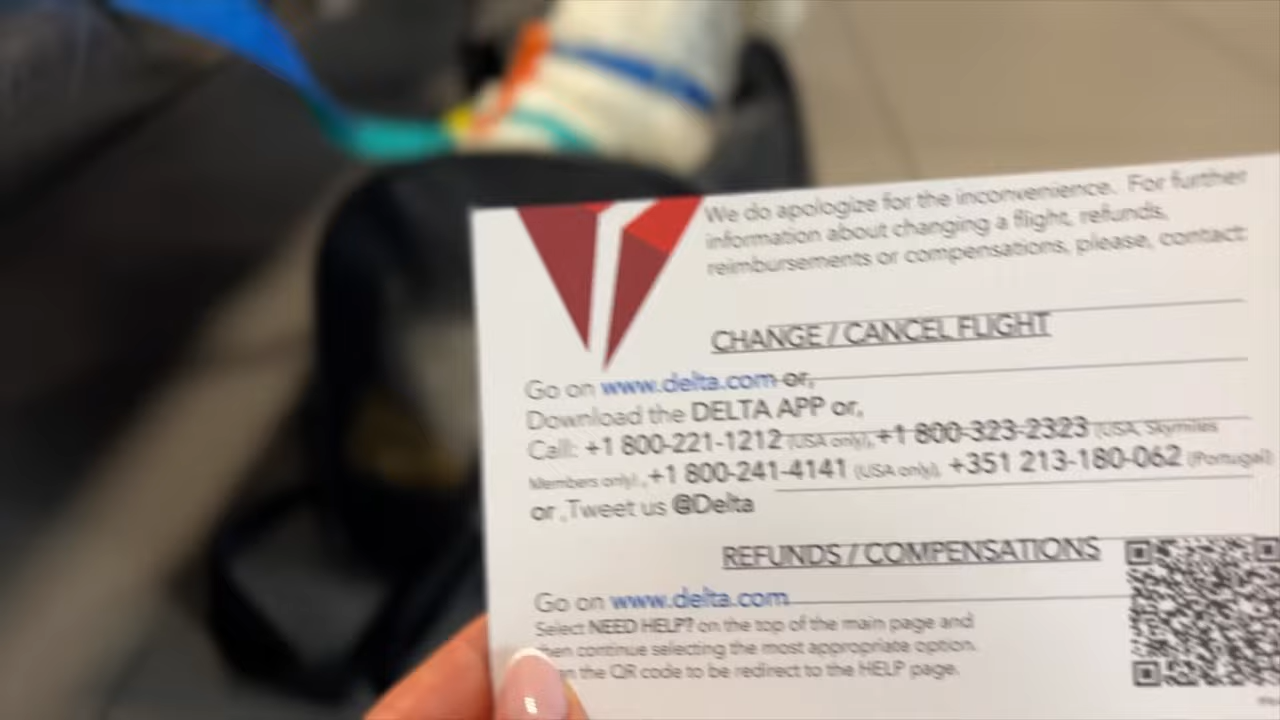 We do apologize for the inconvenience. For further
information about changing a flight, refunds,
reimbursements or compensations, please, contact:
CHANGE / CANCEL FLIGHT
Go on www.delta.com or,
Download the DELTA APP or,
Call: +1 800-221-1212 (USA only), +1 800-323-2323 (USA, Skymiles
Members only), +1 800-241-4141 (USA only), +351 213-180-062 (Portugal)
or ,Tweet us @Delta
REFUNDS / COMPENSATIONS
Go on www.delta.com
Select NEED HELP? on the top of the main page and
continue selecting the most appropriate option.
the QR code to be redirect to the HELP page.